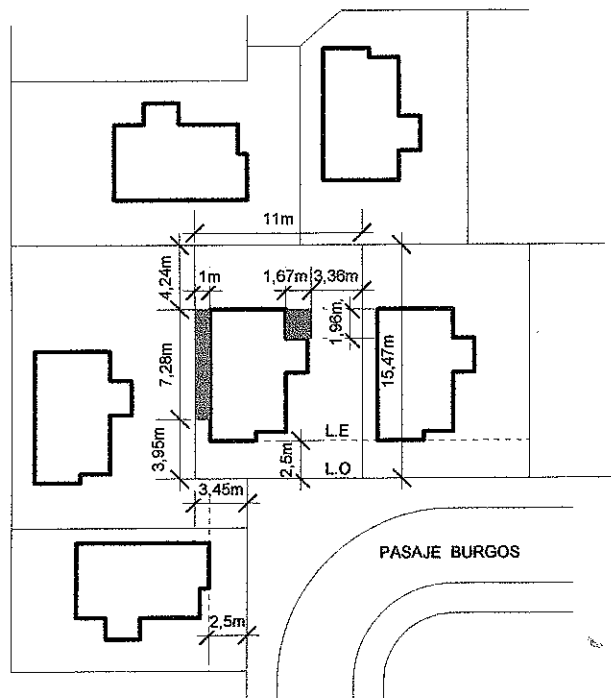 11m
4,24m
1m
1,67m
3,36m
1,96m
7,28m
15,47m
3,95m
L.E
2,5m
L.O
3,45m
PASAJE BURGOS
2,5m